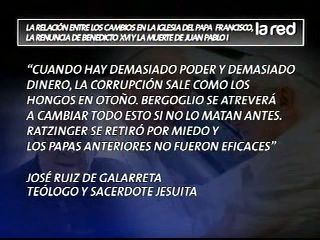 LA RELACIÓN ENTRE LOS CAMBIOS EN LA IGLESIA DEL PAPA FRANCISCO,
LA RENUNCIA DE BENEDICTO XVI Y LA MUERTE DE JUAN PABLO I
la red
"CUANDO HAY DEMASIADO PODER Y DEMASIADO
DINERO, LA CORRUPCIÓN SALE COMO LOS
HONGOS EN OTOÑO. BERGOGLIO SE ATREVERÁ
A CAMBIAR TODO ESTO SI NO LO MATAN ANTES.
RATZINGER SE RETIRÓ POR MIEDO Y
LOS PAPAS ANTERIORES NO FUERON EFICACES"
JOSÉ RUIZ DE GALARRETA
TEÓLOGO Y SACERDOTE JESUITA